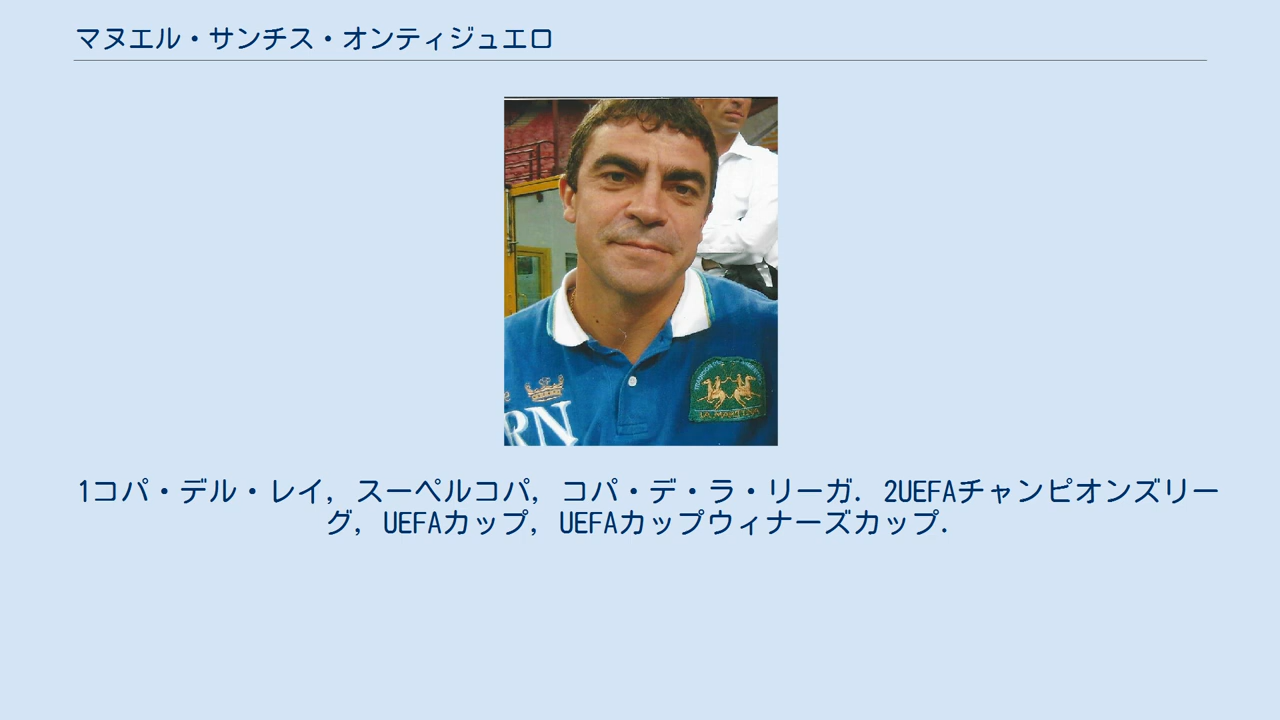 マヌエル・サンチス・オンティジュエロ
RN
LA MARTINA
1コパ・デル・レイ, スーペルコパ, コパ・デ・ラ・リーガ. 2UEFAチャンピオンズリー
グ, UEFAカップ, UEFAカップウィナーズカップ.